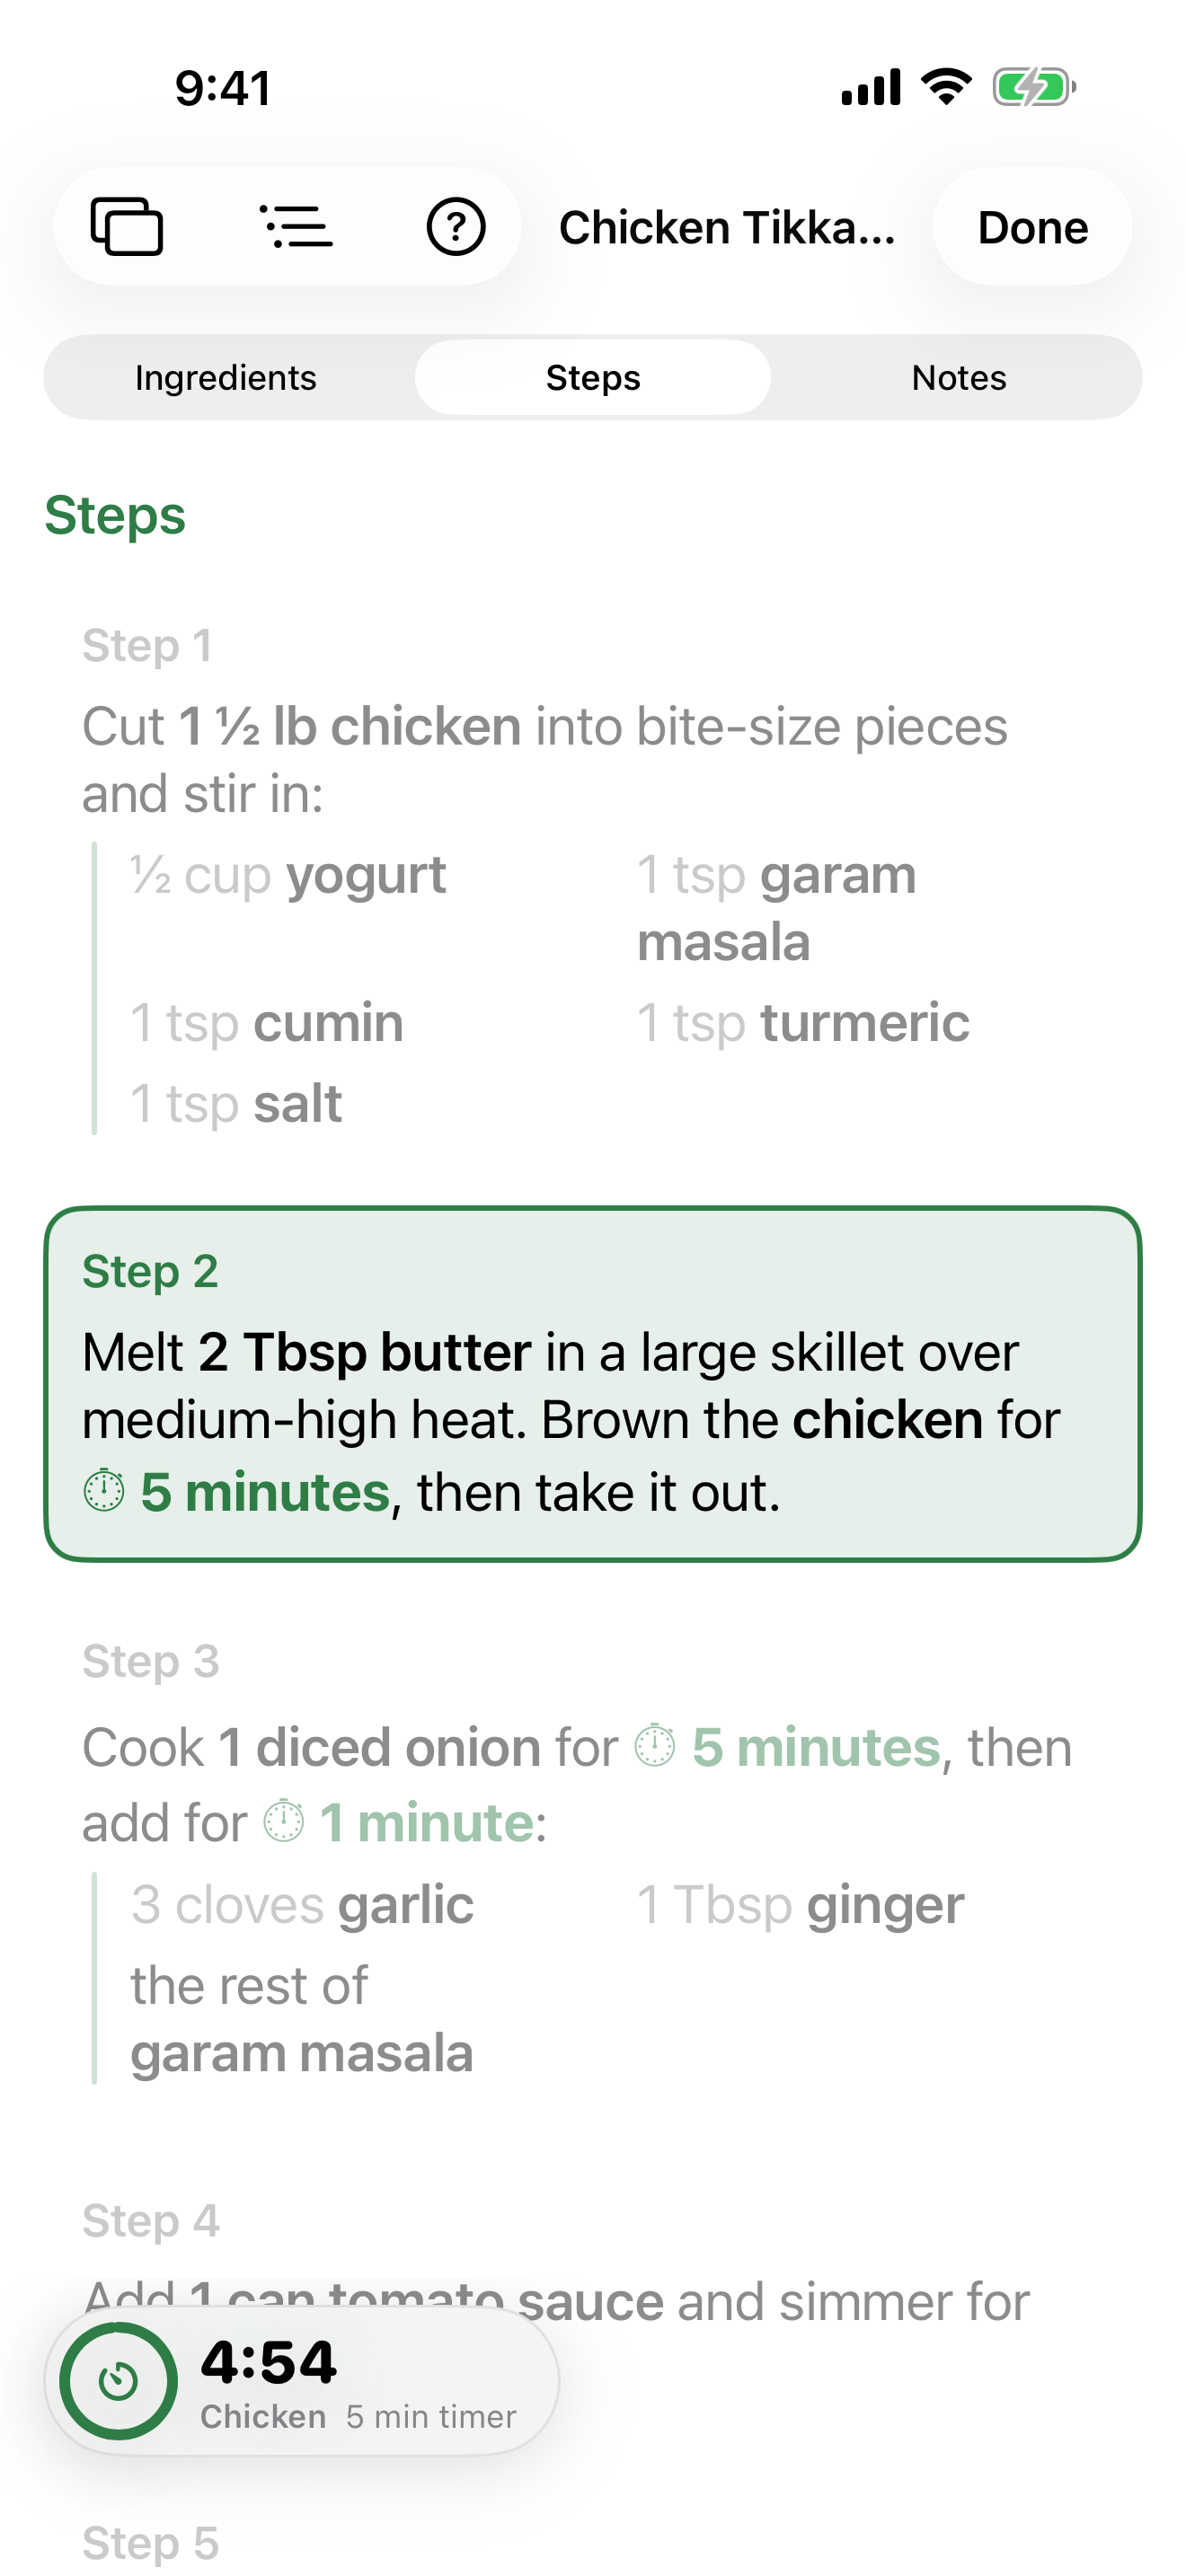 9:41
Chicken Tikka...
Done
Ingredients
Steps
Notes
Steps
Step 1
Cut 1 ½ lb chicken into bite-size pieces
and stir in:
½ cup yogurt
1 tsp garam
masala
1 tsp cumin
1 tsp turmeric
1 tsp salt
Step 2
Melt 2 Tbsp butter in a large skillet over
medium-high heat. Brown the chicken for
5 minutes, then take it out.
Step 3
Cook 1 diced onion for 5 minutes, then
add for 1 minute:
3 cloves garlic
1 Tbsp ginger
the rest of
garam masala
Step 4
Add 1 can tomato sauce and simmer for
4:54
Chicken 5 min timer
Step 5